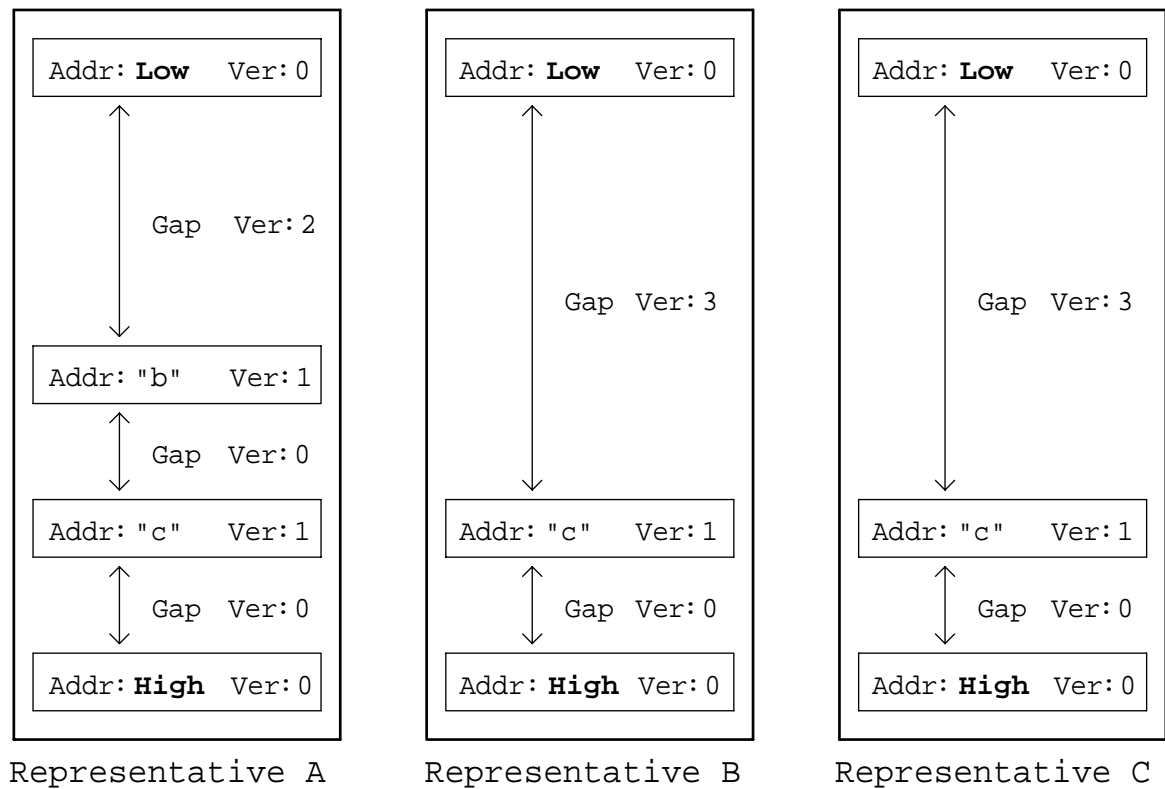 Addr: Low Ver: 0
Gap Ver: 2
Addr: "b" Ver: 1
Gap Ver: 0
Addr: "c" Ver: 1
Gap Ver: 0
Addr: High Ver: 0
Representative A
Addr: Low Ver: 0
Gap Ver: 3
Addr: "c" Ver: 1
Gap Ver: 0
Addr: High Ver: 0
Representative B
Addr: Low Ver: 0
Gap Ver: 3
Addr: "c" Ver: 1
Gap Ver: 0
Addr: High Ver: 0
Representative C